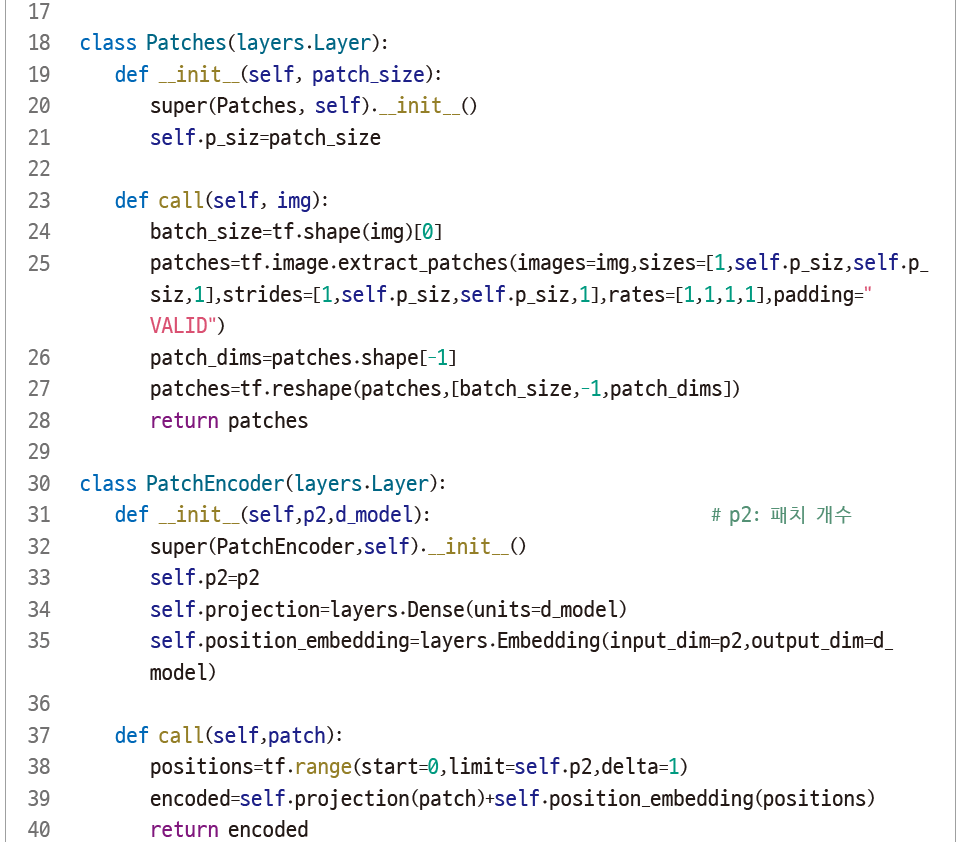 17
18 class Patches(layers.Layer):
19 def __init__(self, patch_size):
20 super(Patches, self).__init__()
21 self.p_siz=patch_size
22
23 def call(self, img):
24 batch_size=tf.shape(img)[0]
25 patches=tf.image.extract_patches(images=img,sizes=[1,self.p_siz,self.p_
siz,1],strides=[1,self.p_siz,self.p_siz,1],rates=[1,1,1,1],padding="
VALID")
26 patch_dims=patches.shape[-1]
27 patches=tf.reshape(patches,[batch_size,-1,patch_dims])
28 return patches
29
30 class PatchEncoder(layers.Layer):
31 def __init__(self,p2,d_model): # p2: 패치 개수
32 super(PatchEncoder,self).__init__()
33 self.p2=p2
34 self.projection=layers.Dense(units=d_model)
35 self.position_embedding=layers.Embedding(input_dim=p2,output_dim=d_
model)
36
37 def call(self,patch):
38 positions=tf.range(start=0,limit=self.p2,delta=1)
39 encoded=self.projection(patch)+self.position_embedding(positions)
40 return encoded